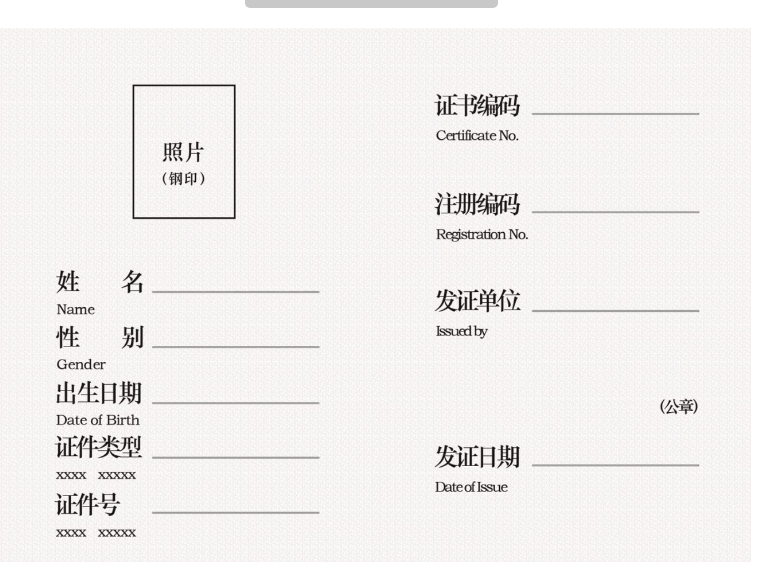 照片
（钢印）
姓 名
Name
性 别
Gender
出生日期
Date of Birth
证件类型
xxxx xxxxx
证件号
xxxx xxxxx
证书编码
Certificate No.
注册编码
Registration No.
发证单位
Issued by
（公章）
发证日期
Date of Issue